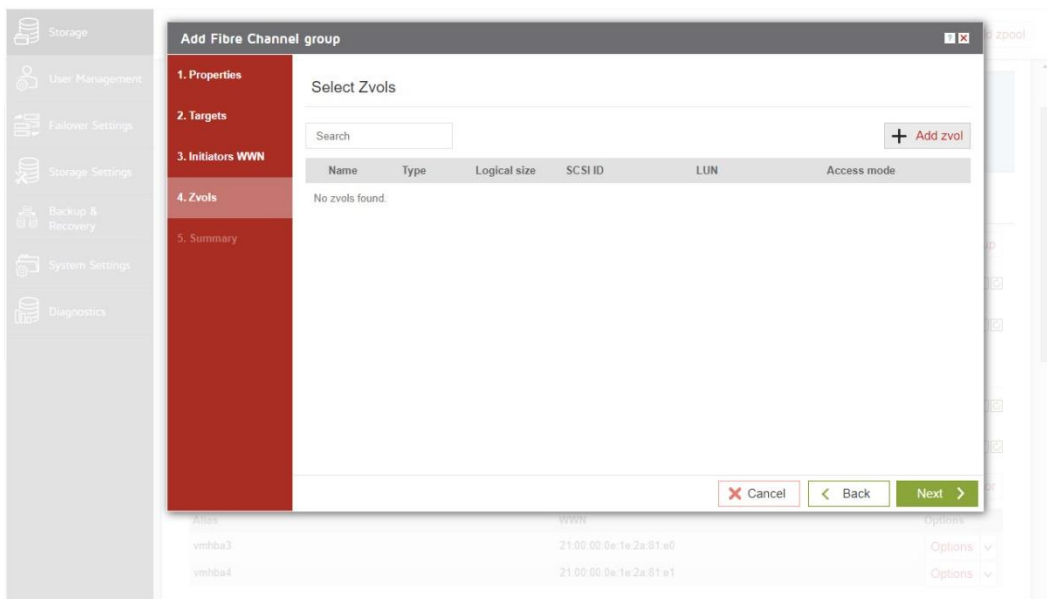 Storage
User Management
Failover Settings
Storage Settings
Backup &
Recovery
System Settings
Diagnostics
zpool
Add Fibre Channel group
1. Properties
2. Targets
3. Initiators WWN
4. Zvols
5. Summary
Select Zvols
Search
Add zvol
Name Type Logical size SCSI ID LUN Access mode
No zvols found.
Cancel Back Next
Alias WWN Options
vmhba3 21:00:00:0e:1e:2a:81:e0 Options
vmhba4 21:00:00:0e:1e:2a:81:e1 Options